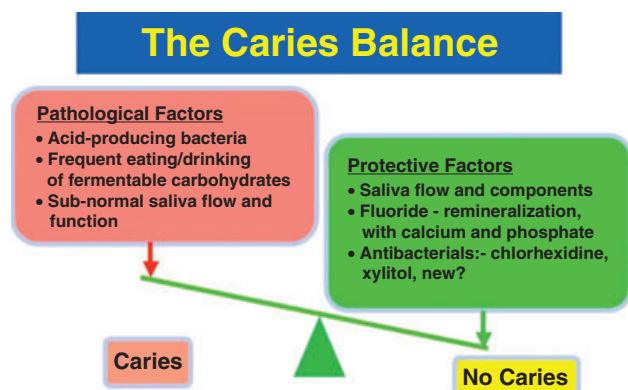 The Caries Balance
Pathological Factors
• Acid-producing bacteria
• Frequent eating/drinking
of fermentable carbohydrates
• Sub-normal saliva flow and
function
Protective Factors
• Saliva flow and components
• Fluoride - remineralization,
with calcium and phosphate
• Antibacterials:- chlorhexidine,
xylitol, new?
Caries
No Caries